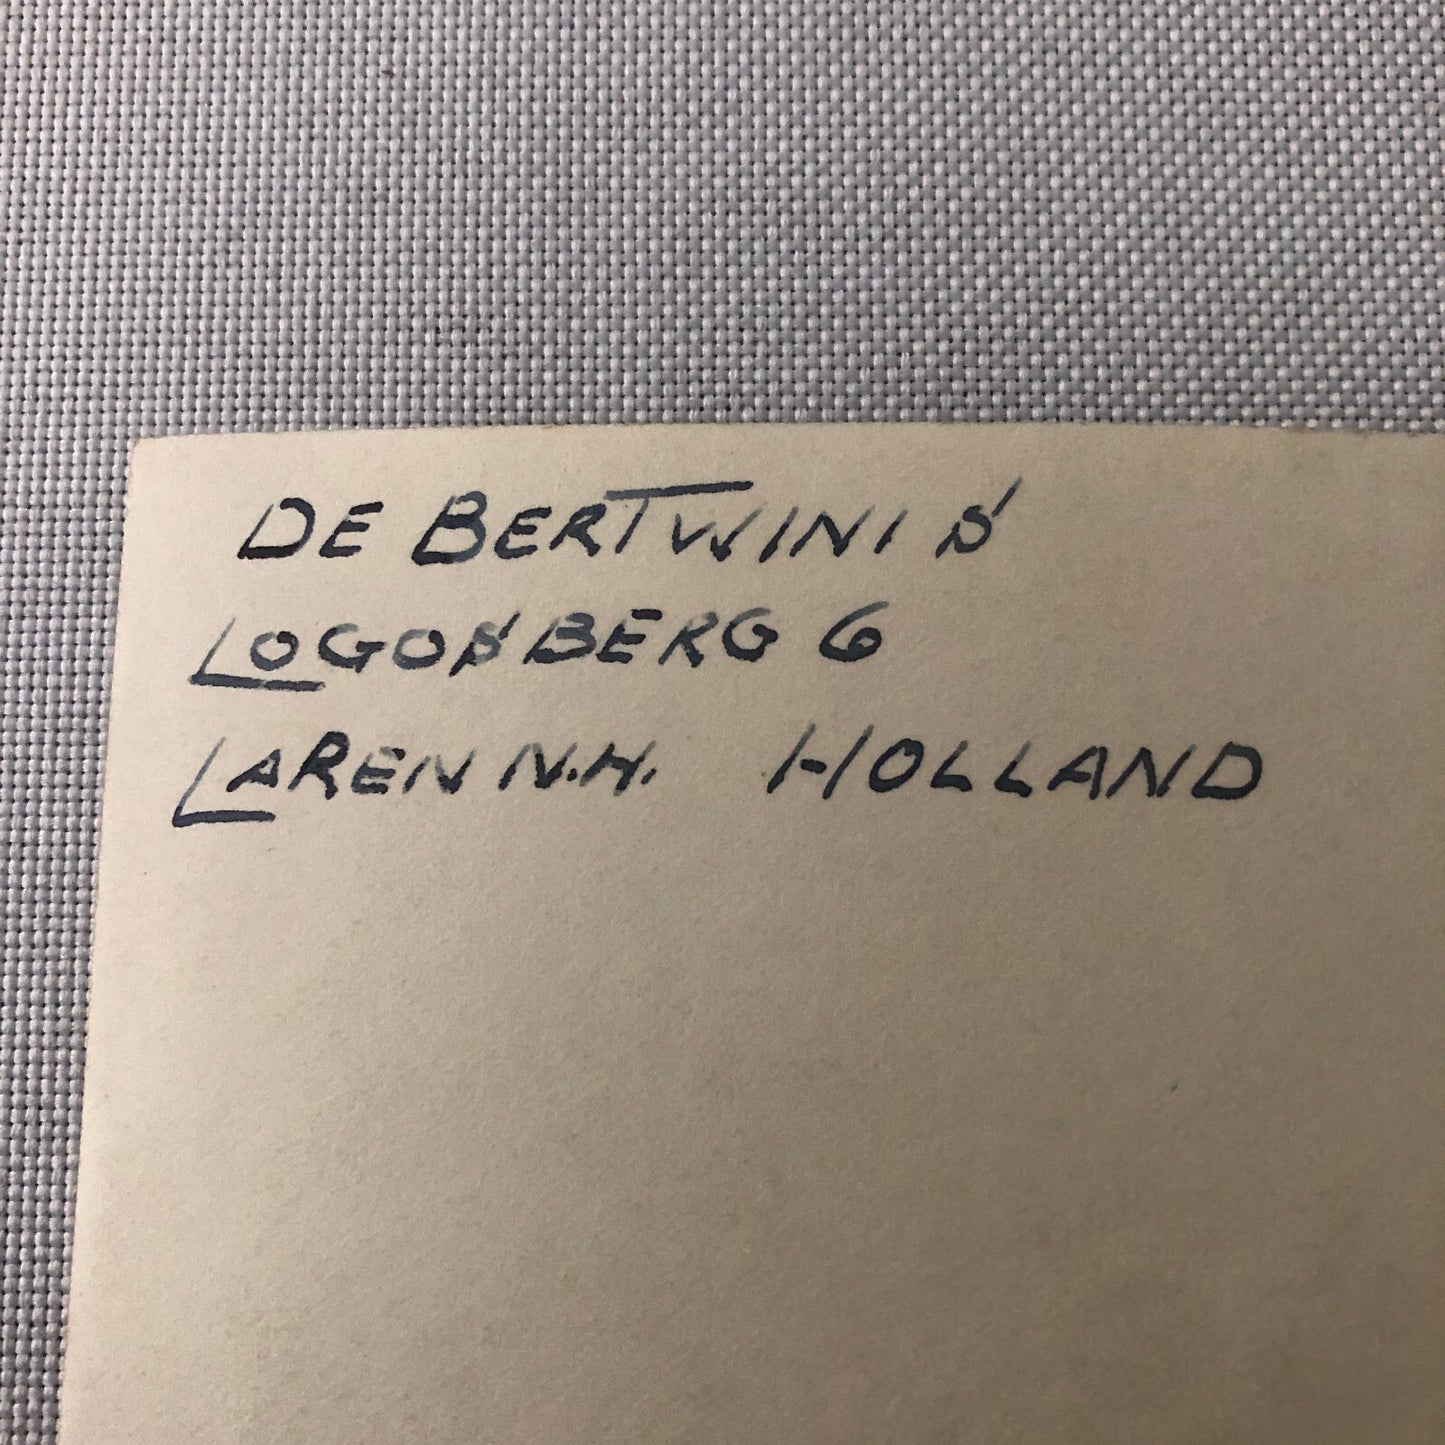 DE BERTWINI'S
LOGOSBERG 6
LAREN N.H. HOLLAND